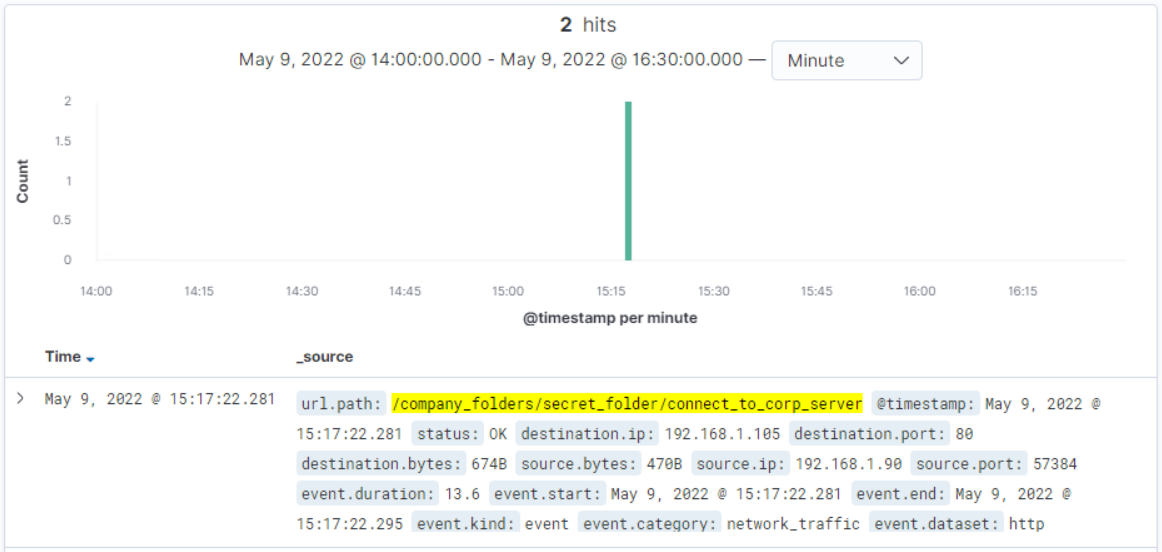 2 hits
May 9, 2022 @ 14:00:00.000 - May 9, 2022 @ 16:30:00.000 — Minute
2
1.5
1
0.5
0
Count
14:00 14:15 14:30 14:45 15:00 15:15 15:30 15:45 16:00 16:15
@timestamp per minute
Time _source
May 9, 2022 @ 15:17:22.281 url.path: /company_folders/secret_folder/connect_to_corp_server @timestamp: May 9, 2022 @
15:17:22.281 status: OK destination.ip: 192.168.1.105 destination.port: 80
destination.bytes: 674B source.bytes: 470B source.ip: 192.168.1.90 source.port: 57384
event.duration: 13.6 event.start: May 9, 2022 @ 15:17:22.281 event.end: May 9, 2022 @
15:17:22.295 event.kind: event event.category: network_traffic event.dataset: http